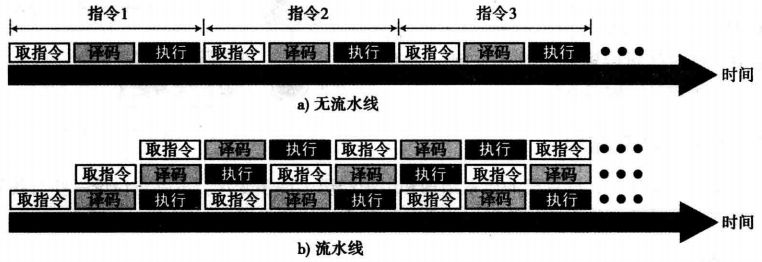 指令1 指令2 指令3
取指令 译码 执行 取指令 译码 执行 取指令 译码 执行 ●●●
时间
a) 无流水线
取指令 译码 执行 取指令 译码 执行 取指令 ●●●
取指令 译码 执行 取指令 译码 执行 取指令 译码 ●●●
取指令 译码 执行 取指令 译码 执行 取指令 译码 执行 ●●●
时间
b) 流水线